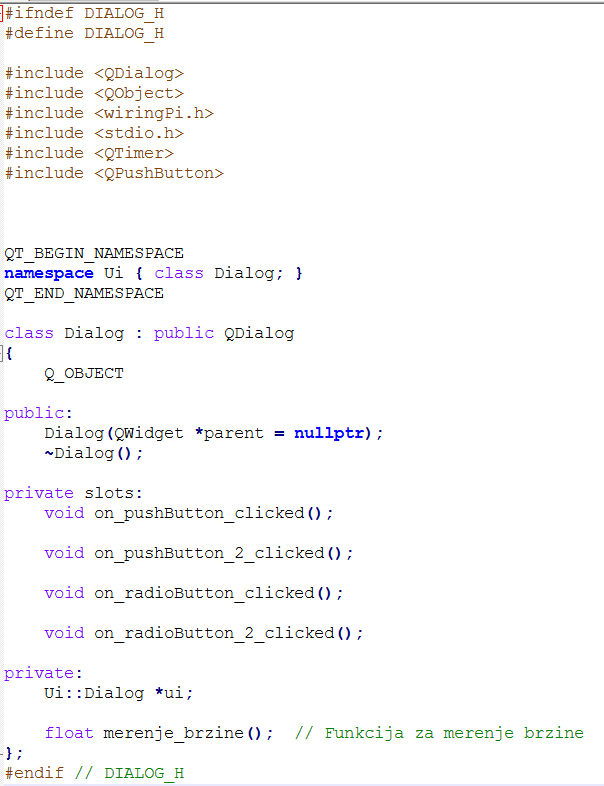 #ifndef DIALOG_H
#define DIALOG_H
#include <QDialog>
#include <QObject>
#include <wiringPi.h>
#include <stdio.h>
#include <QTimer>
#include <QPushButton>
QT_BEGIN_NAMESPACE
namespace Ui { class Dialog; }
QT_END_NAMESPACE
class Dialog : public QDialog
{
    Q_OBJECT
public:
    Dialog(QWidget *parent = nullptr);
    ~Dialog();
private slots:
    void on_pushButton_clicked();
    void on_pushButton_2_clicked();
    void on_radioButton_clicked();
    void on_radioButton_2_clicked();
private:
    Ui::Dialog *ui;
    float merenje_brzine();  // Funkcija za merenje brzine
};
#endif // DIALOG_H